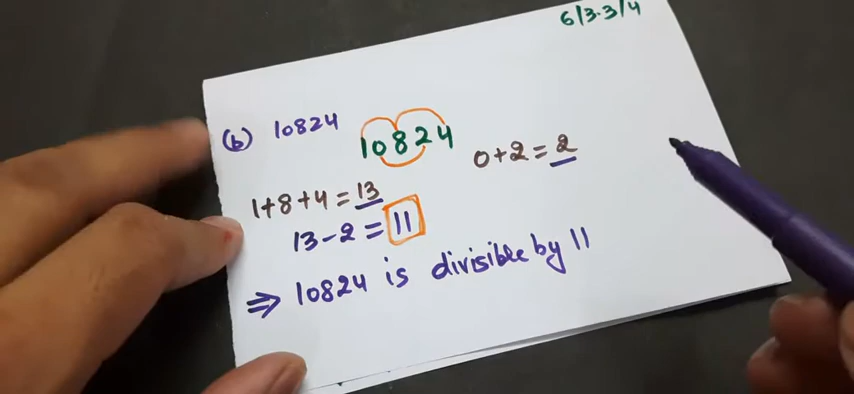 6/3.3/4
(b) 10824
10824
0+2=2
1+8+4=13
13-2=11
⇒ 10824 is divisible by 11